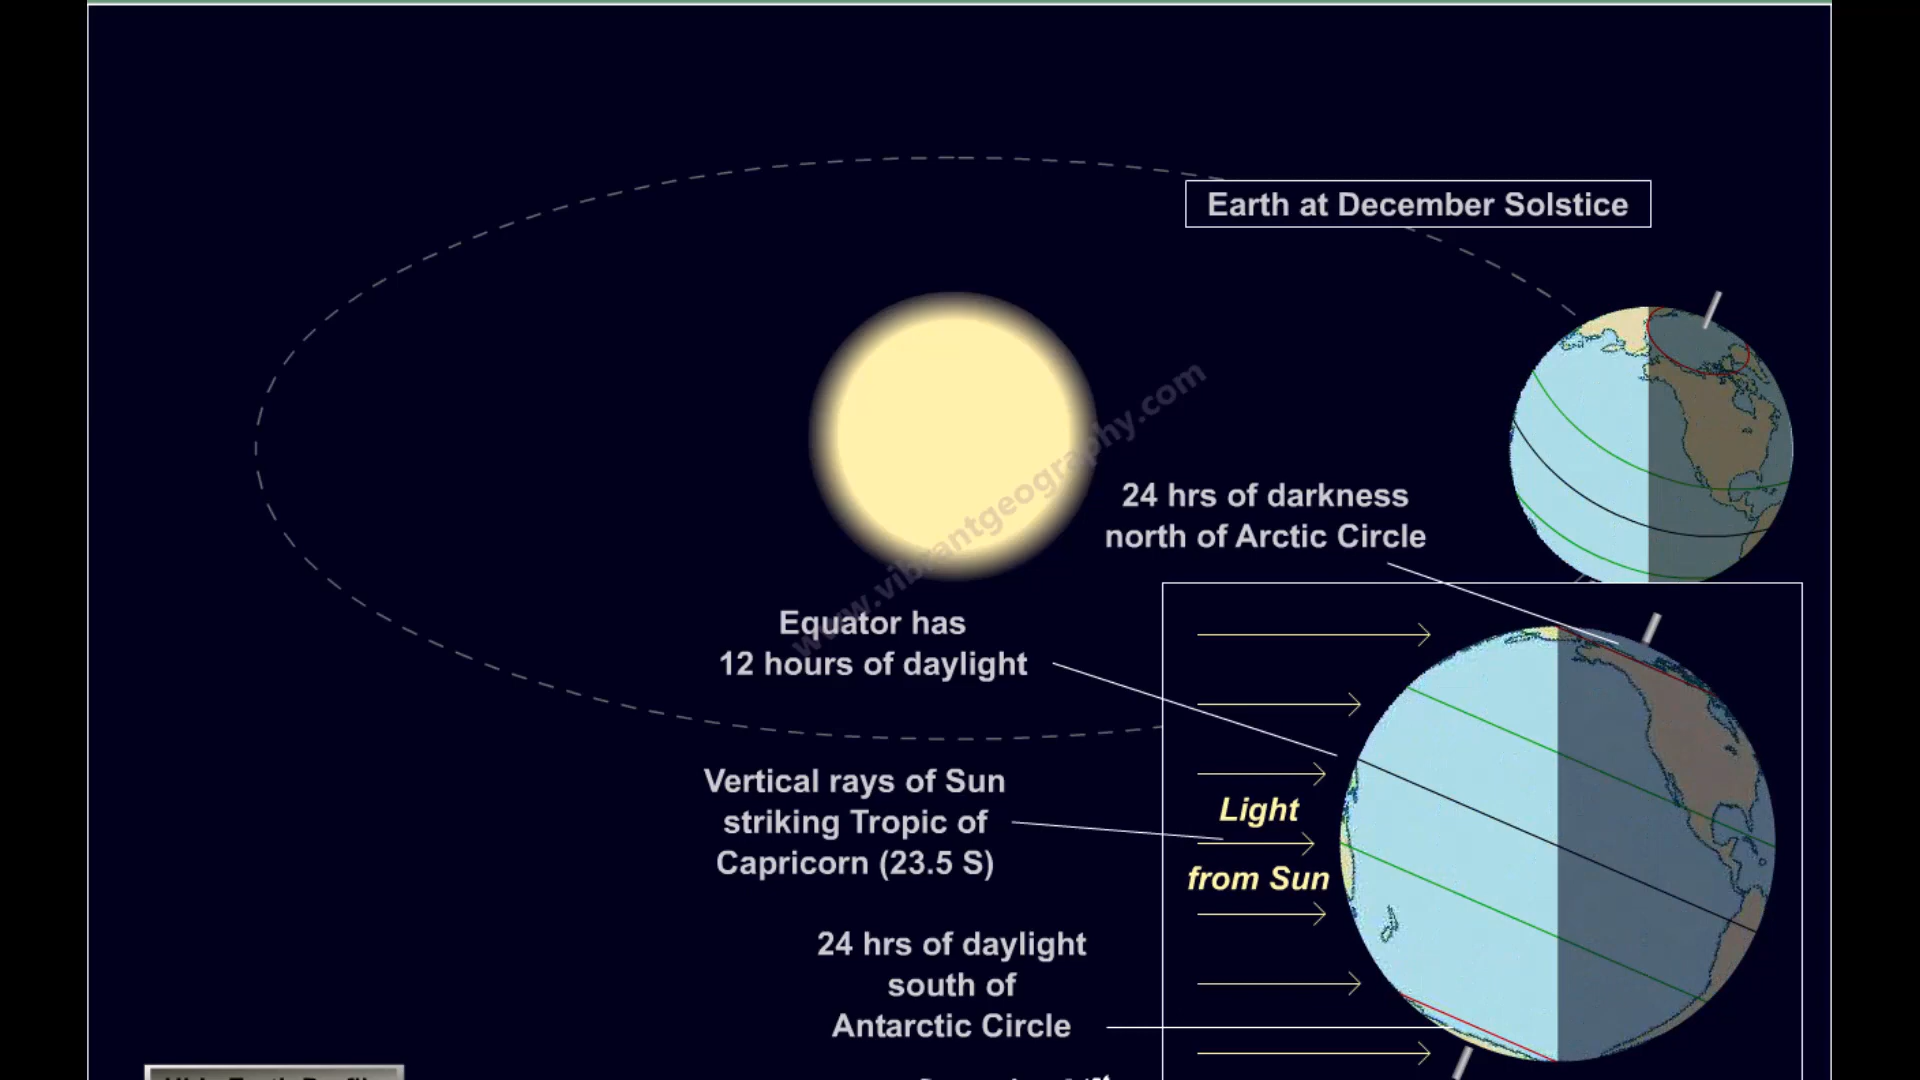 Earth at December Solstice
www.vibrantgeography.com
24 hrs of darkness
north of Arctic Circle
Equator has
12 hours of daylight
Vertical rays of Sun
striking Tropic of
Capricorn (23.5 S)
Light
from Sun
24 hrs of daylight
south of
Antarctic Circle